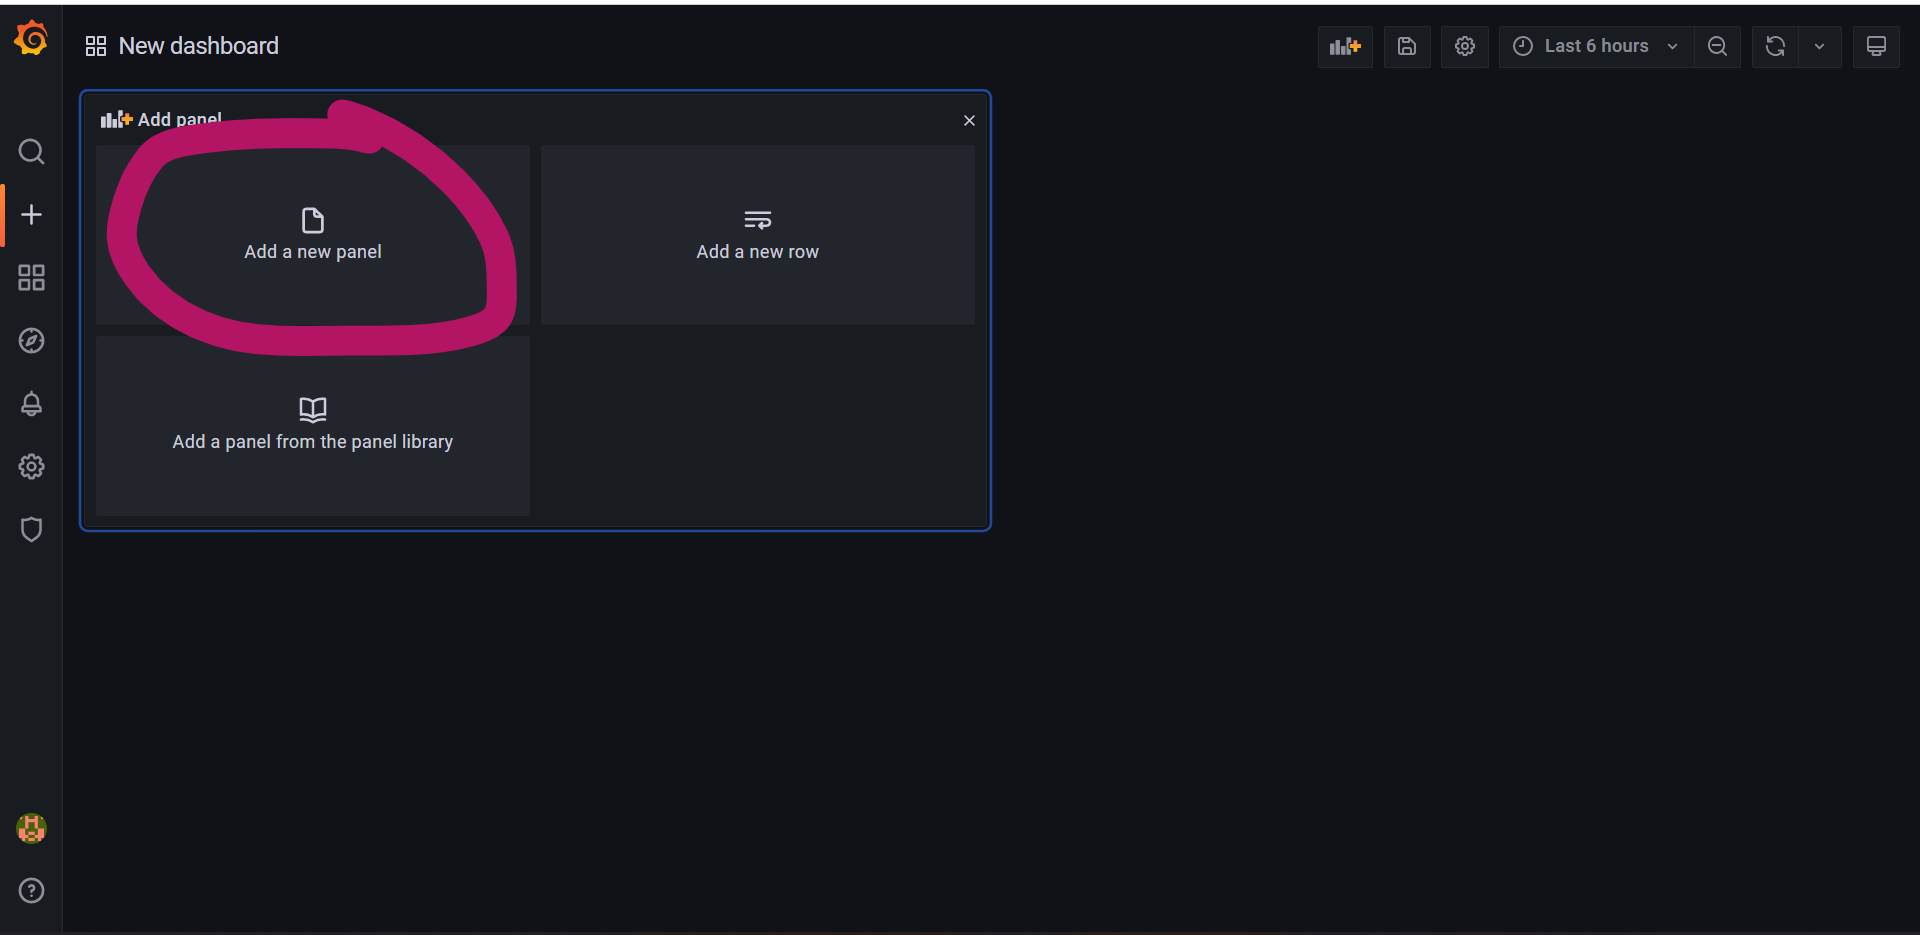 New dashboard
Last 6 hours
Add panel
Add a new panel
Add a new row
Add a panel from the panel library